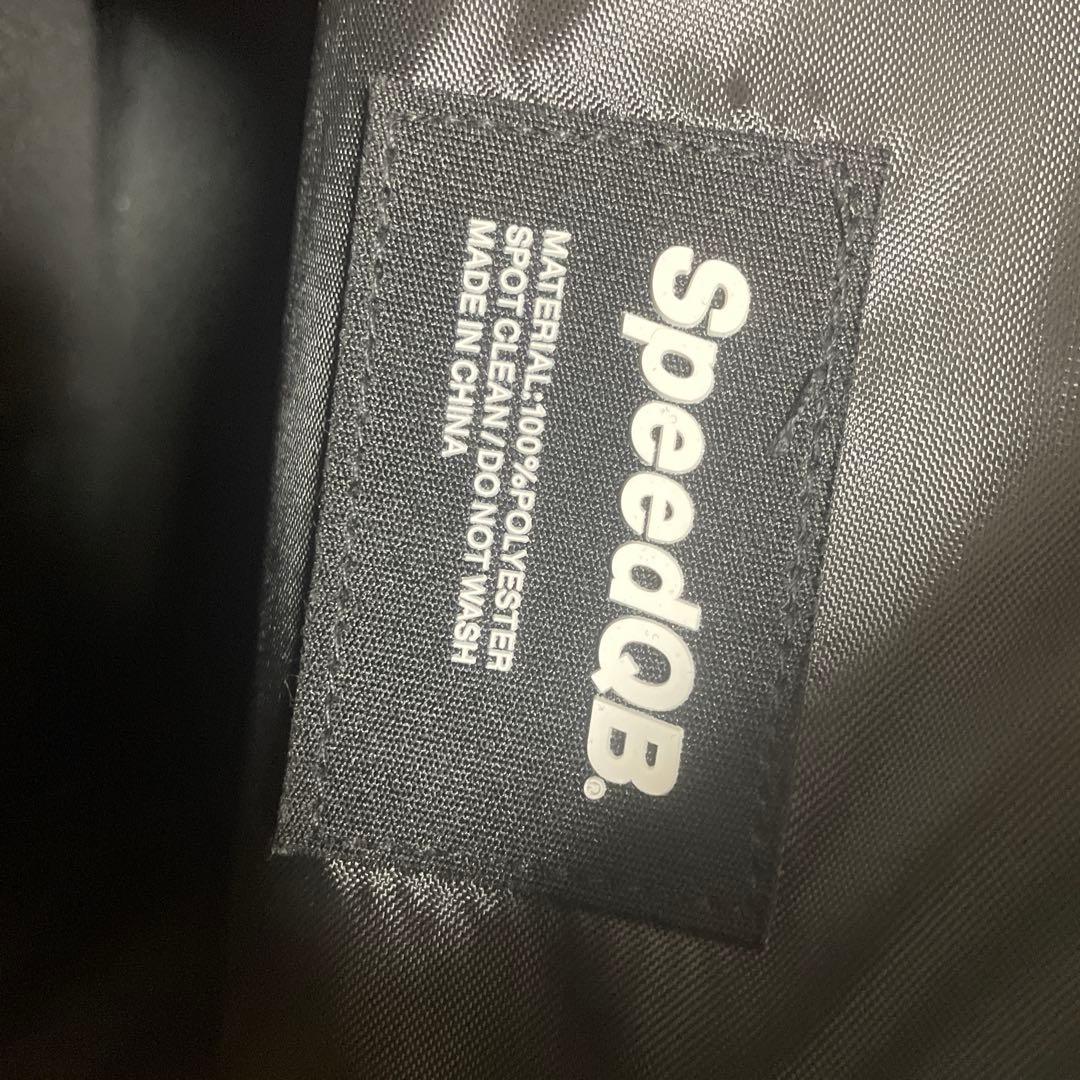 SpeedQB®
MATERIAL:100%POLYESTER
SPOT CLEAN/DO NOT WASH
MADE IN CHINA